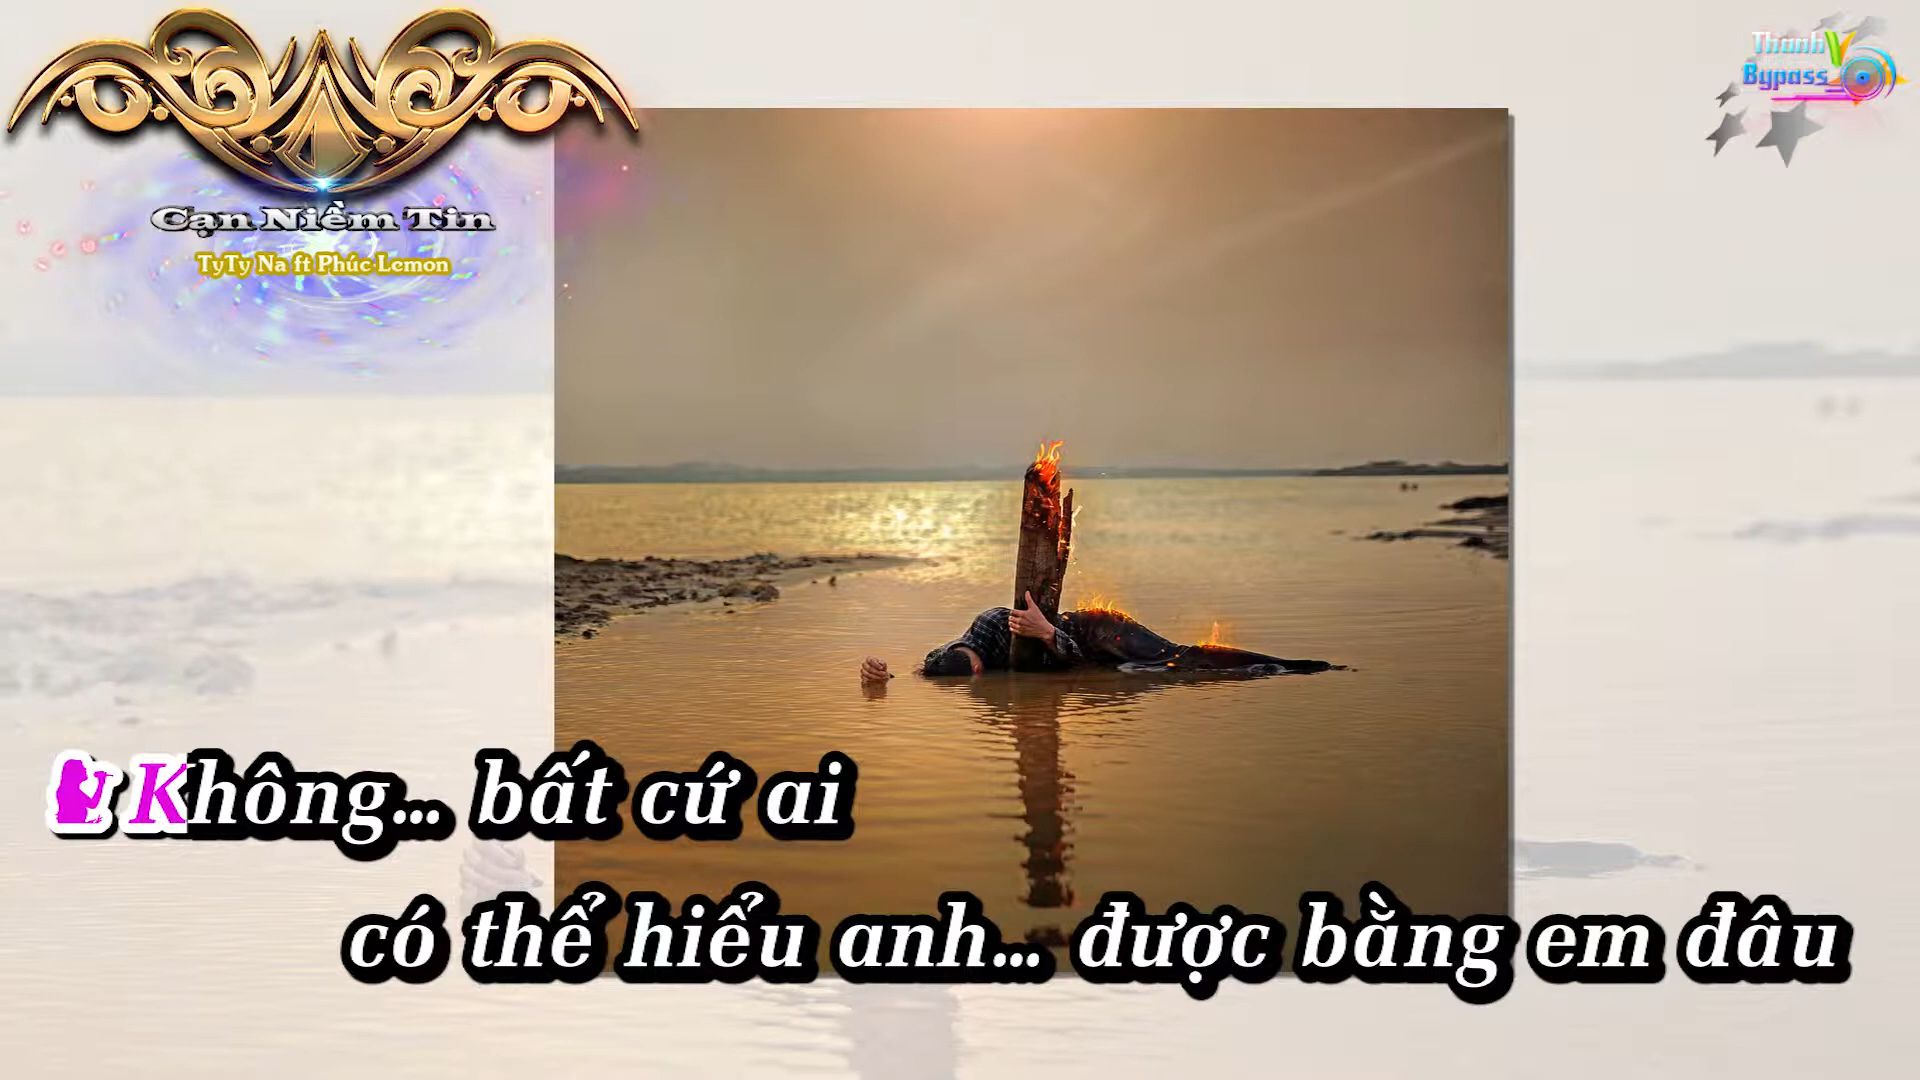 Cạn Niềm Tin
TyTy Na ft Phúc Lemon
Thanh V
Bypass
Không... bất cứ ai
có thể hiểu anh... được bằng em đâu